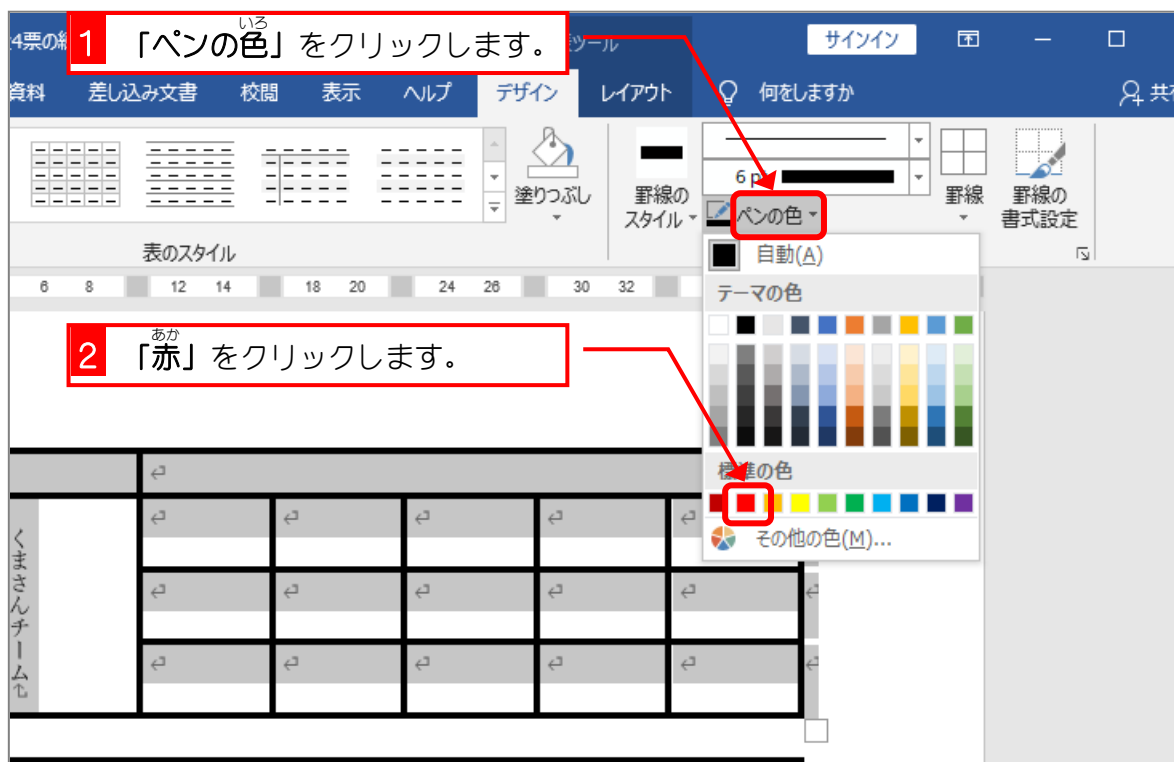 4票の
1 「ペンの色」をクリックします。
いろ
ツール
サインイン
資料 差し込み文書 校閲 表示 ヘルプ デザイン レイアウト 何をしますか 共
塗りつぶし
罫線の
スタイル
6 p
ペンの色
罫線
罫線の
書式設定
表のスタイル
自動(A)
テーマの色
6 8 12 14 18 20 24 26 30 32
2 「赤」をクリックします。
あか
標準の色
その他の色(M)...
くまさんチーム